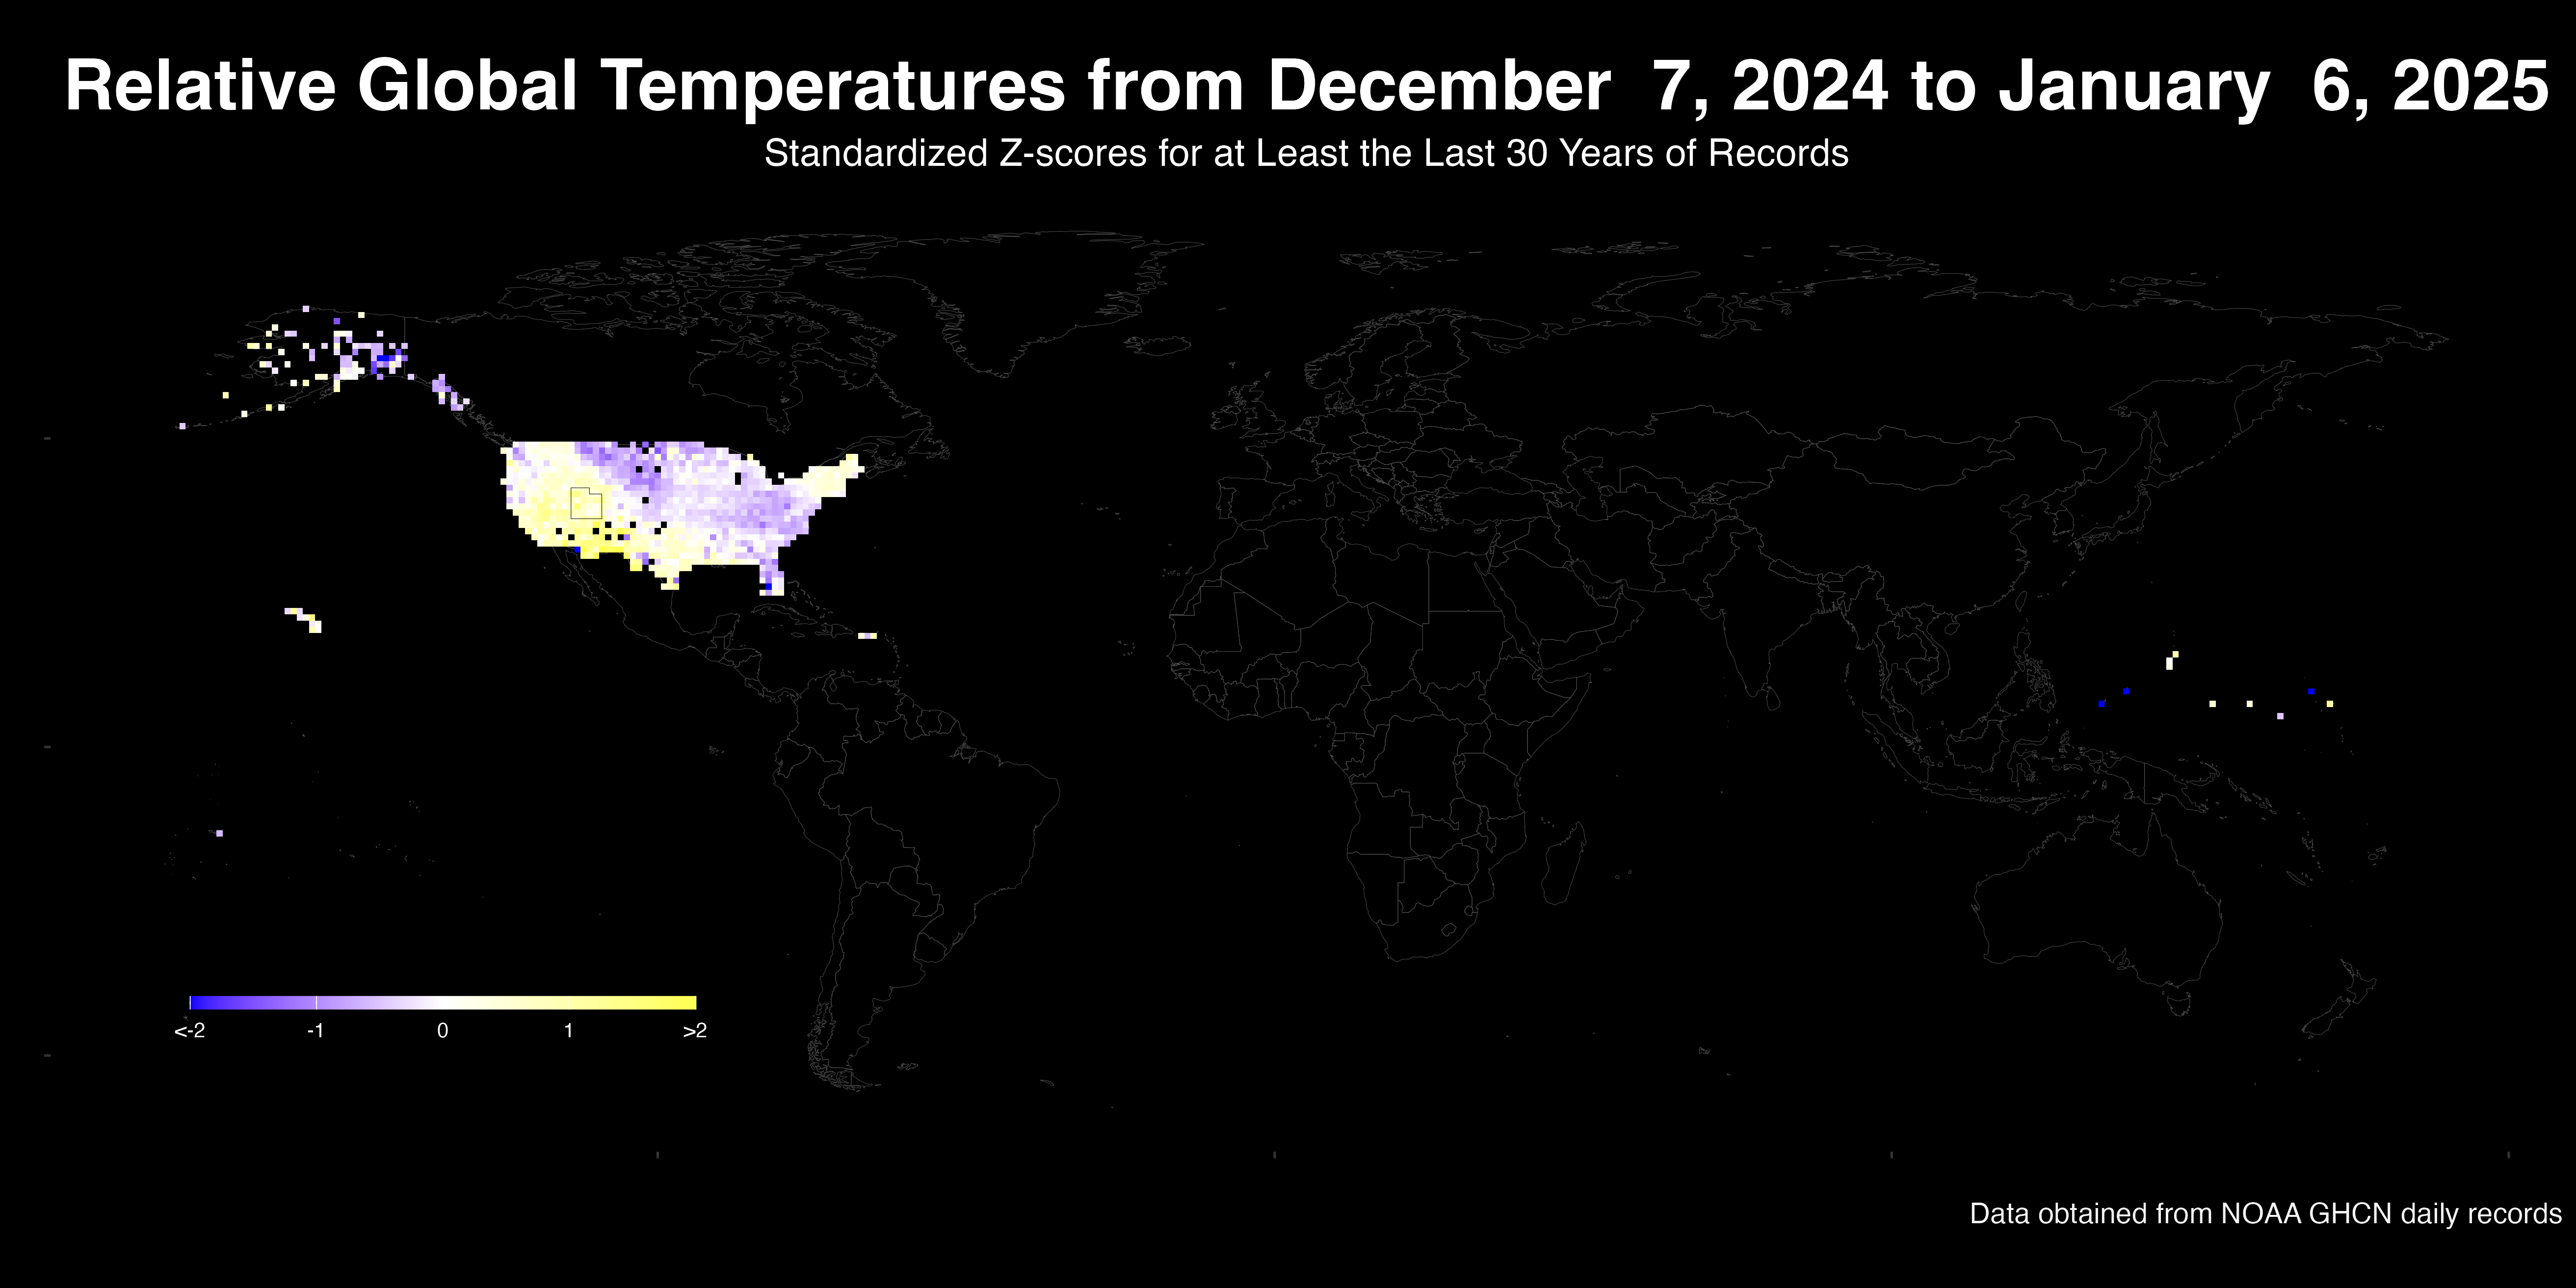 Relative Global Temperatures from December  7, 2024 to January  6, 2025
Standardized Z-scores for at Least the Last 30 Years of Records
<-2 -1 0 1 >2
Data obtained from NOAA GHCN daily records